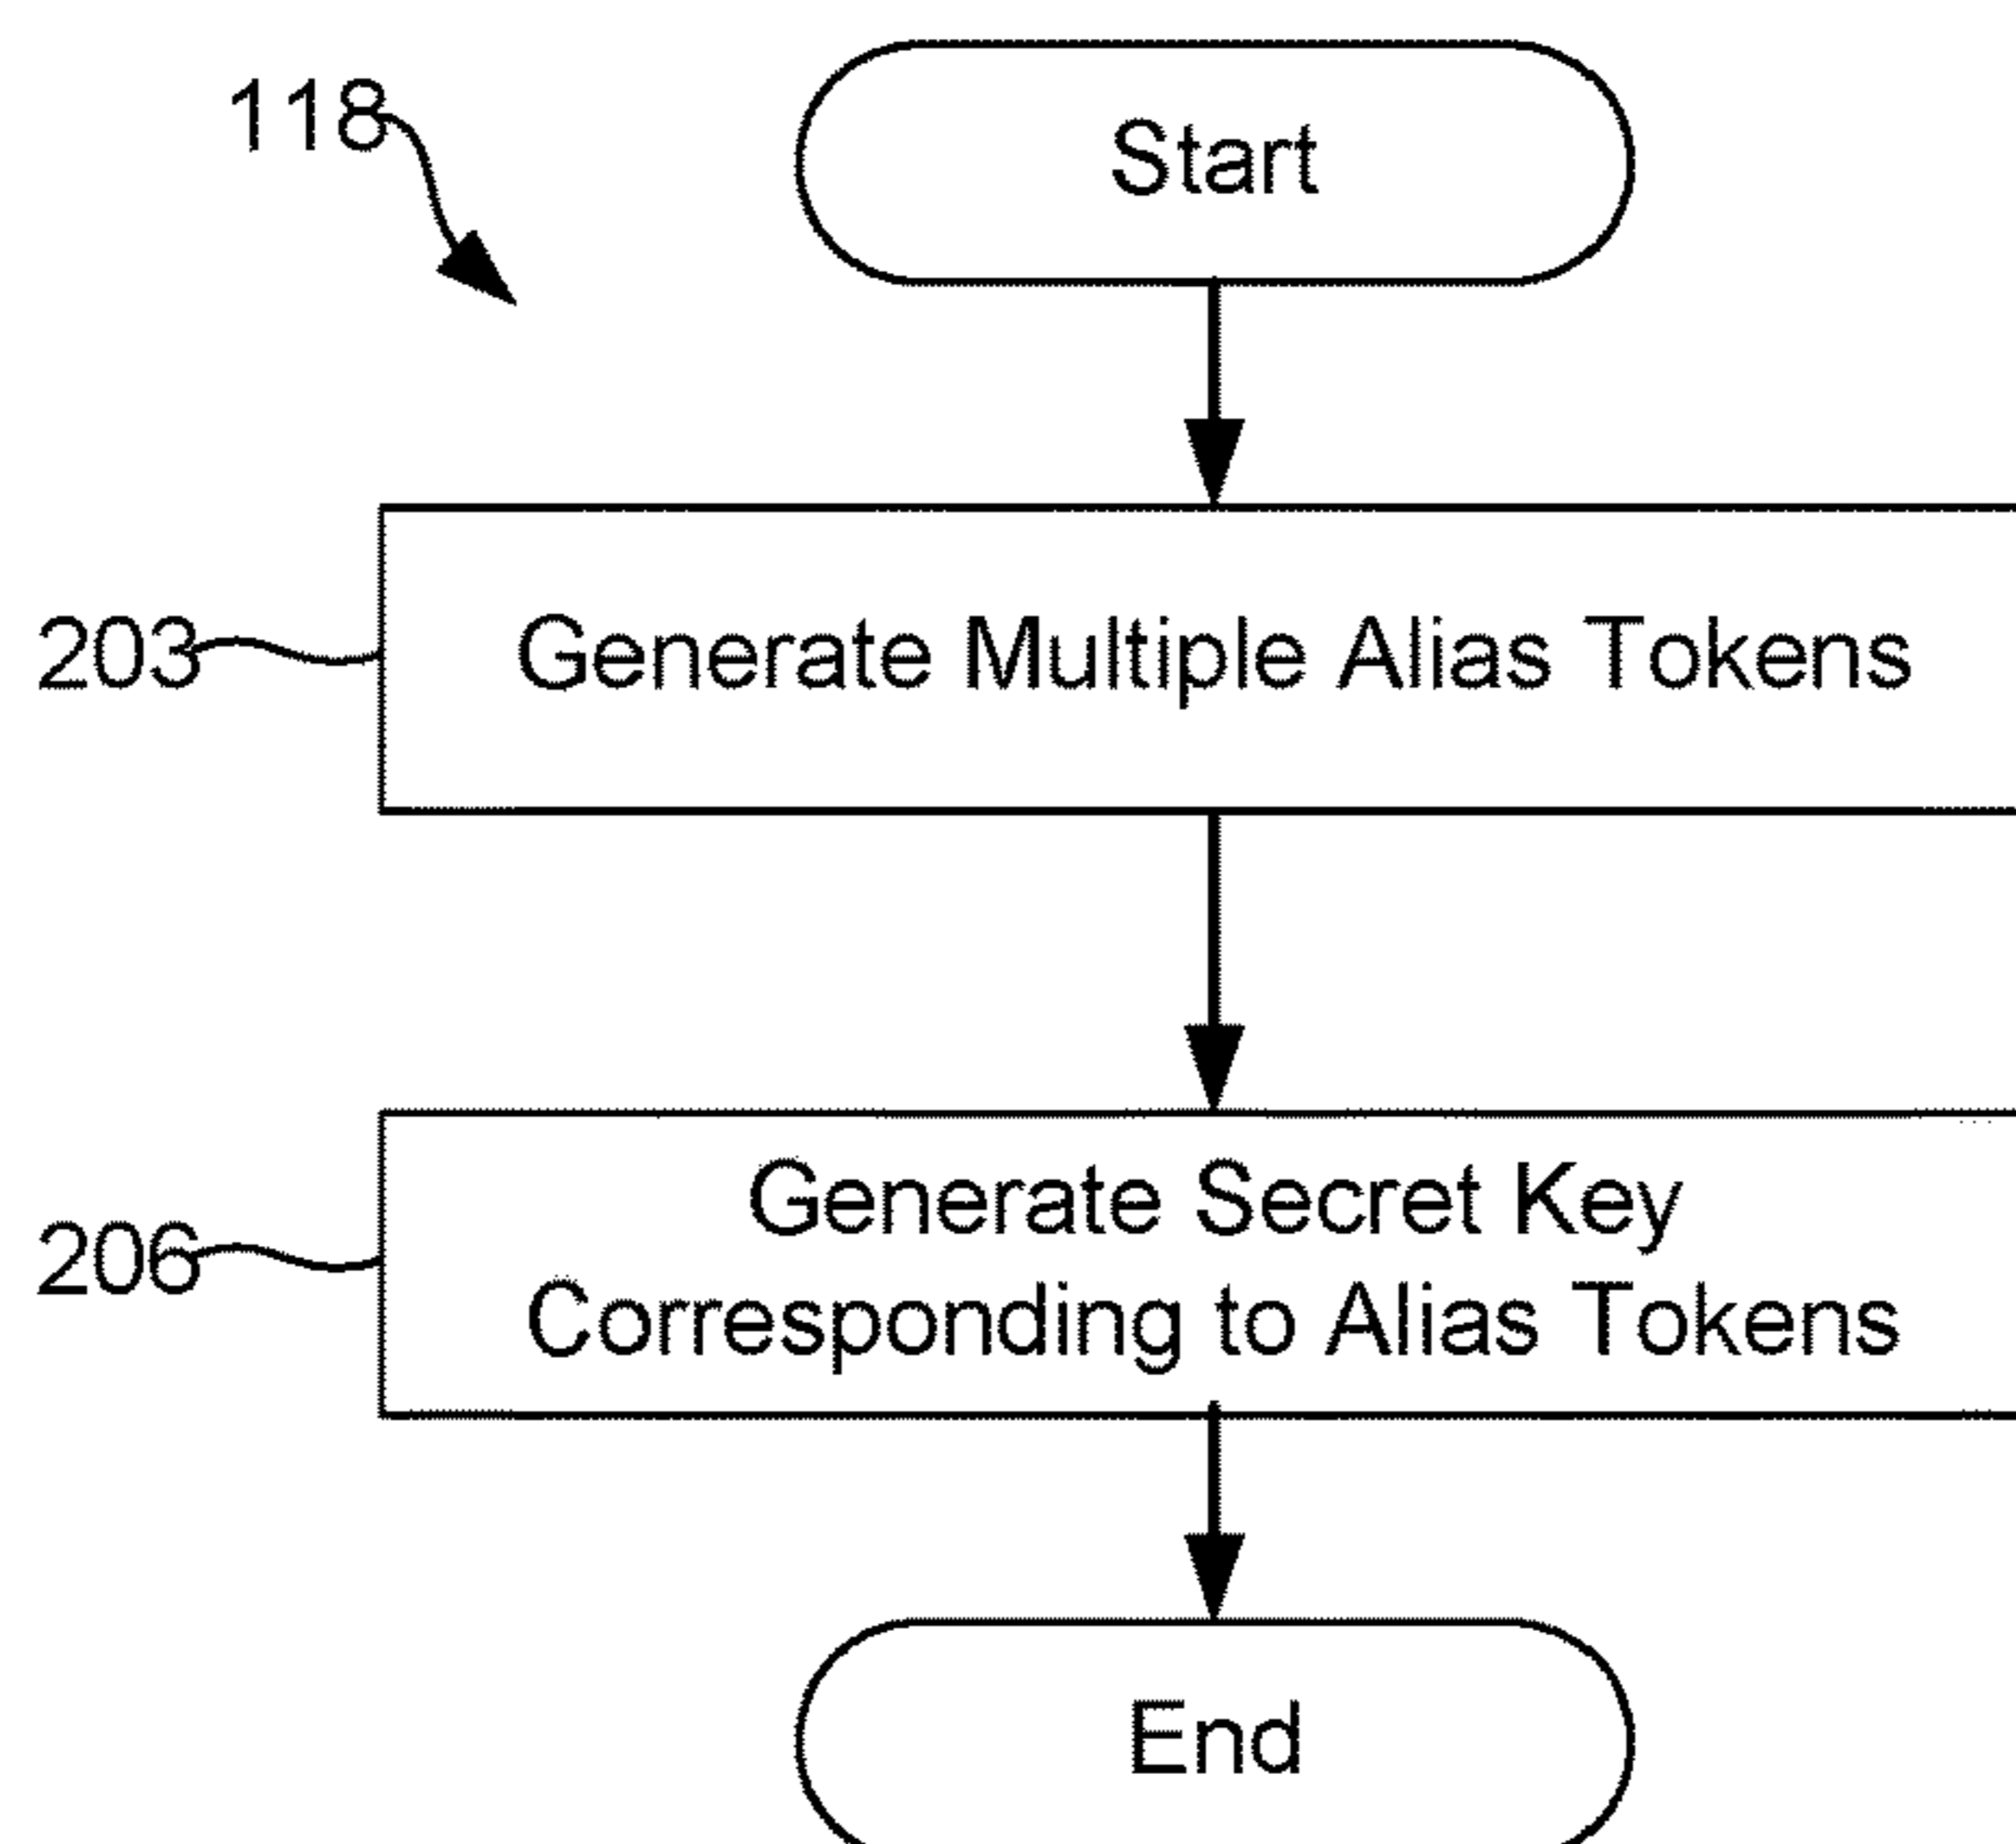 118
Start
203
Generate Multiple Alias Tokens
206
Generate Secret Key
Corresponding to Alias Tokens
End